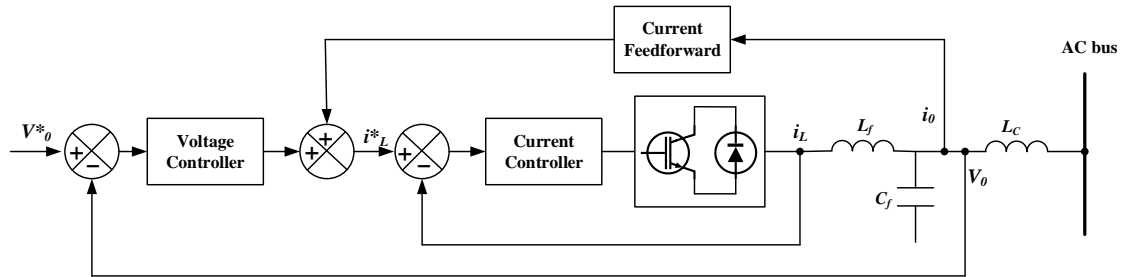 Current
Feedforward
AC bus
V*0
Voltage
Controller
i*L
Current
Controller
iL
Lf
i0
LC
V0
Cf
+
−
+
+
+
−